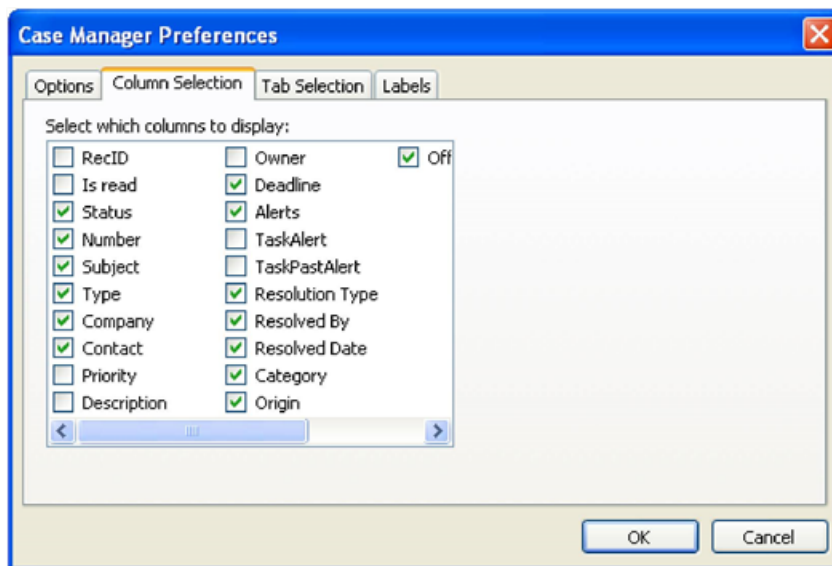 Case Manager Preferences
Options Column Selection Tab Selection Labels
Select which columns to display:
RecID Owner Off
Is read Deadline
Status Alerts
Number TaskAlert
Subject TaskPastAlert
Type Resolution Type
Company Resolved By
Contact Resolved Date
Priority Category
Description Origin
OK Cancel